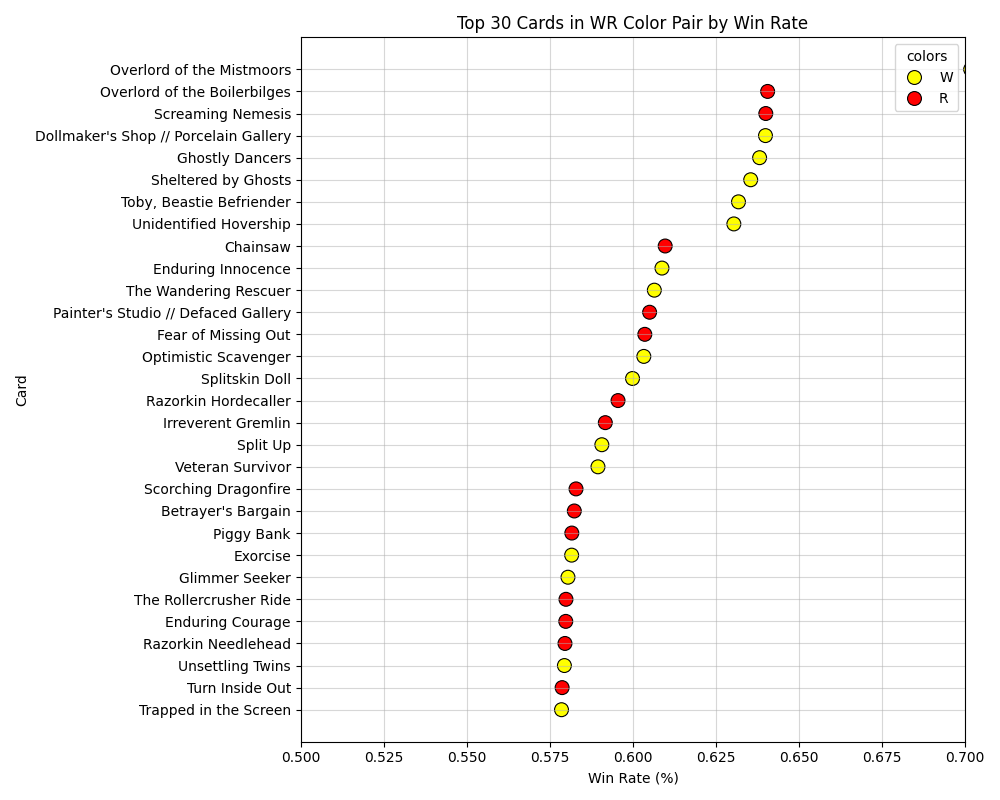 Top 30 Cards in WR Color Pair by Win Rate
colors
W
R
Card
Overlord of the Mistmoors
Overlord of the Boilerbilges
Screaming Nemesis
Dollmaker's Shop // Porcelain Gallery
Ghostly Dancers
Sheltered by Ghosts
Toby, Beastie Befriender
Unidentified Hovership
Chainsaw
Enduring Innocence
The Wandering Rescuer
Painter's Studio // Defaced Gallery
Fear of Missing Out
Optimistic Scavenger
Splitskin Doll
Razorkin Hordecaller
Irreverent Gremlin
Split Up
Veteran Survivor
Scorching Dragonfire
Betrayer's Bargain
Piggy Bank
Exorcise
Glimmer Seeker
The Rollercrusher Ride
Enduring Courage
Razorkin Needlehead
Unsettling Twins
Turn Inside Out
Trapped in the Screen
0.500 0.525 0.550 0.575 0.600 0.625 0.650 0.675 0.700
Win Rate (%)